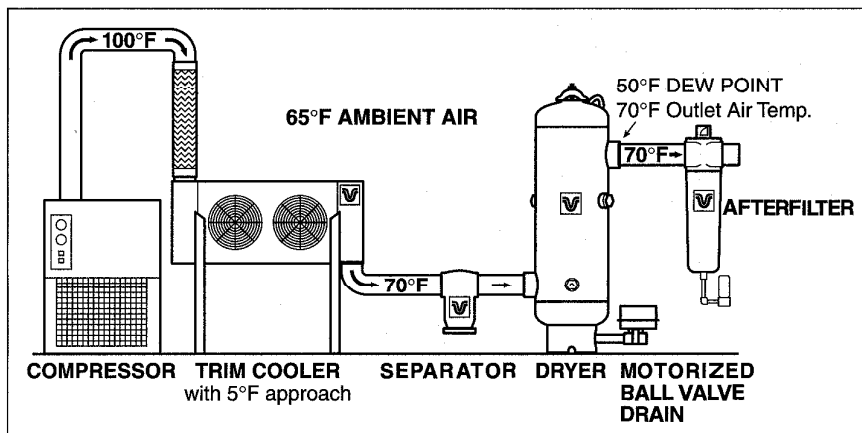 100°F
65°F AMBIENT AIR
50°F DEW POINT
70°F Outlet Air Temp.
70°F
AFTERFILTER
70°F
COMPRESSOR
TRIM COOLER
with 5°F approach
SEPARATOR
DRYER
MOTORIZED
BALL VALVE
DRAIN